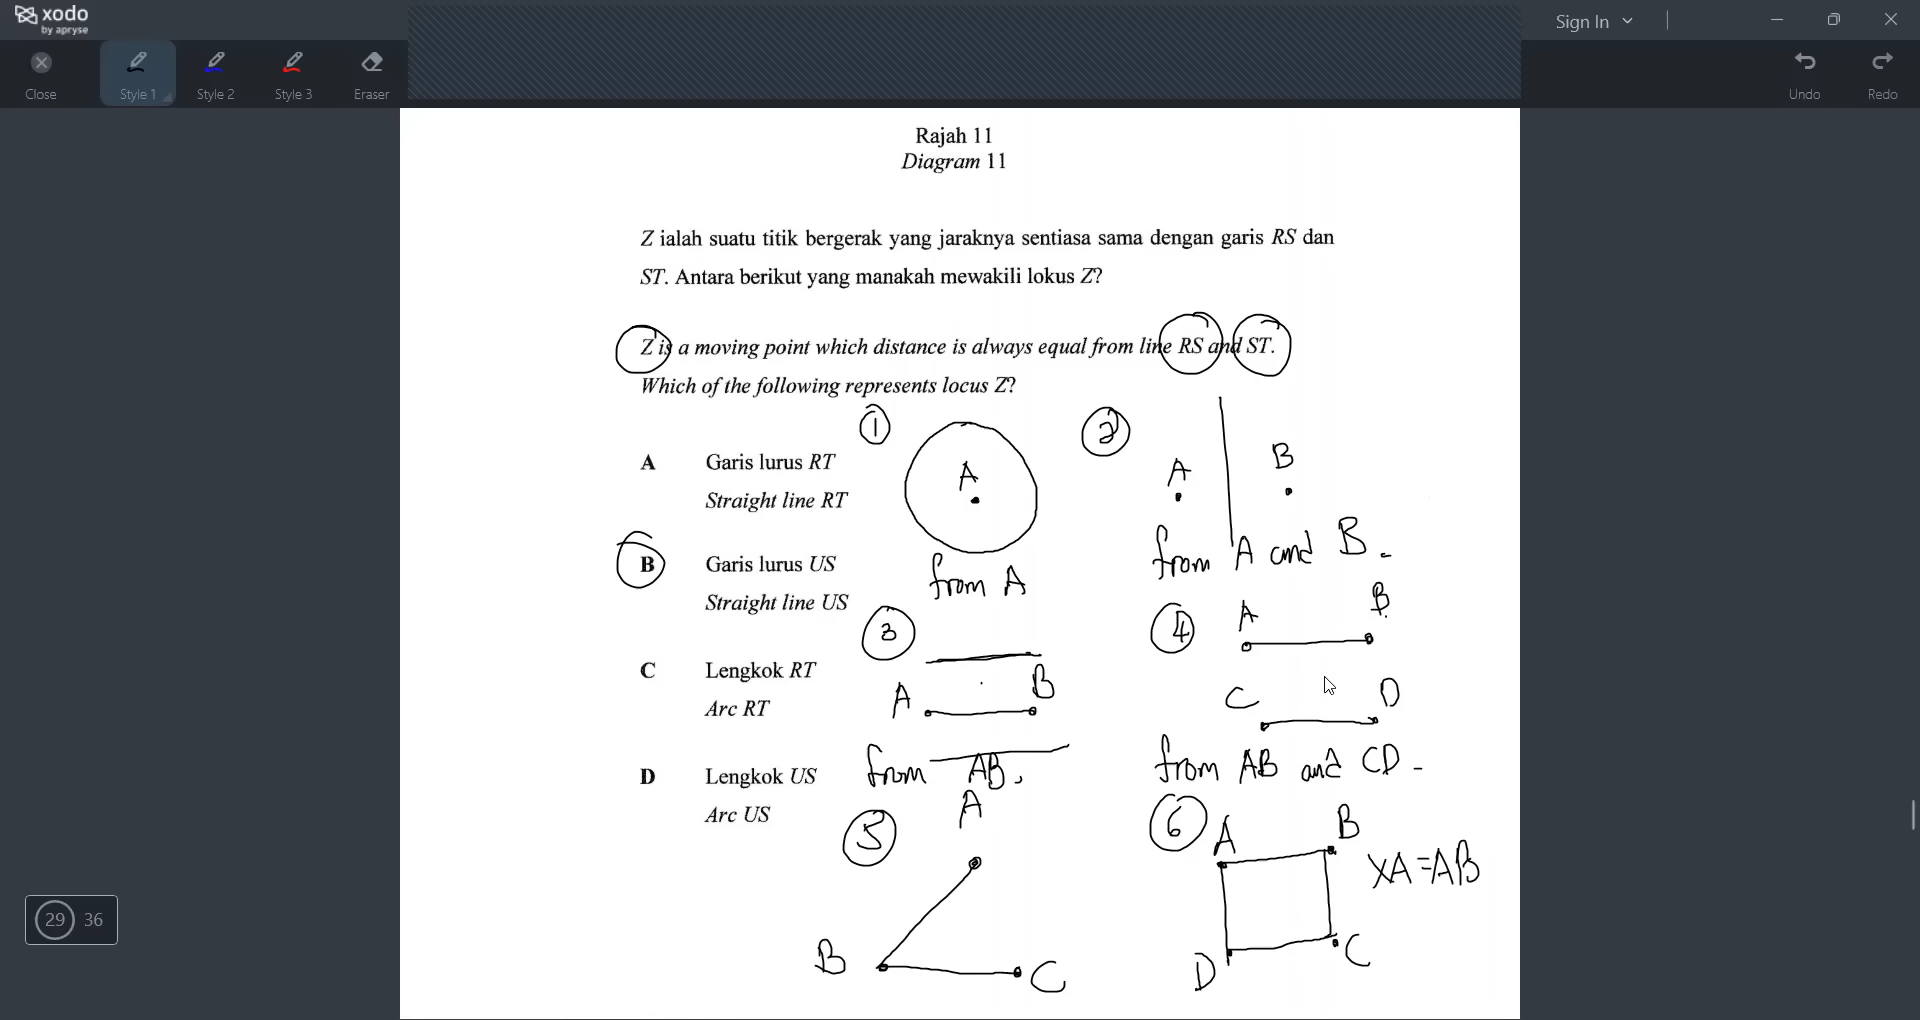 xodo
by apryse
Sign In
Close
Style 1
Style 2
Style 3
Eraser
Undo
Redo
Rajah 11
Diagram 11
Z ialah suatu titik bergerak yang jaraknya sentiasa sama dengan garis RS dan
ST. Antara berikut yang manakah mewakili lokus Z?
Z is a moving point which distance is always equal from line RS and ST.
Which of the following represents locus Z?
A Garis lurus RT
Straight line RT
B Garis lurus US
Straight line US
C Lengkok RT
Arc RT
D Lengkok US
Arc US
1
A
from A
2
A B
from A and B.
3
A B
from AB,
4
A B
C D
from AB and CD.
5
A
B C
6
A B
XA=AB
D C
29 36